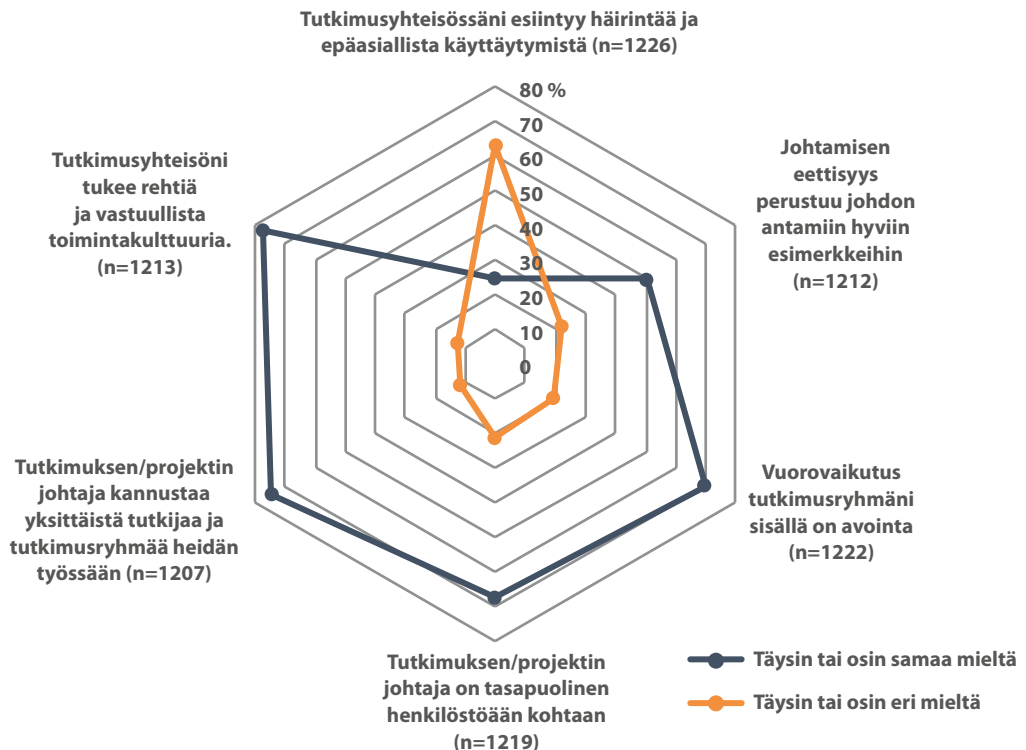 Tutkimusyhteisössäni esiintyy häirintää ja
epäasiallista käyttäytymistä (n=1226)
80 %
70
60
50
40
30
20
10
0
Johtamisen
eettisyys
perustuu johdon
antamiin hyviin
esimerkkeihin
(n=1212)
Vuorovaikutus
tutkimusryhmäni
sisällä on avointa
(n=1222)
Tutkimuksen/projektin
johtaja on tasapuolinen
henkilöstöään kohtaan
(n=1219)
Tutkimuksen/projektin
johtaja kannustaa
yksittäistä tutkijaa ja
tutkimusryhmää heidän
työssään (n=1207)
Tutkimusyhteisöni
tukee rehtiä
ja vastuullista
toimintakulttuuria.
(n=1213)
Täysin tai osin samaa mieltä
Täysin tai osin eri mieltä